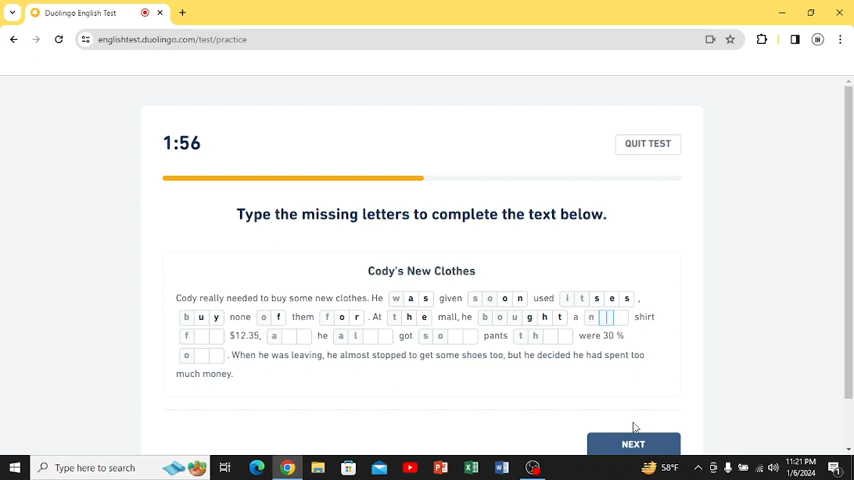 Duolingo English Test
englishtest.duolingo.com/test/practice
IN
1:56
QUIT TEST
Type the missing letters to complete the text below.
Cody's New Clothes
Cody really needed to buy some new clothes. He was given soon used itses ,
buy none of them for . At the mall, he bought a n shirt
f $12.35, a he al got so pants th were 30 %
o . When he was leaving, he almost stopped to get some shoes too, but he decided he had spent too
much money.
NEXT
Type here to search
58°F
11:21 PM
1/6/2024
1